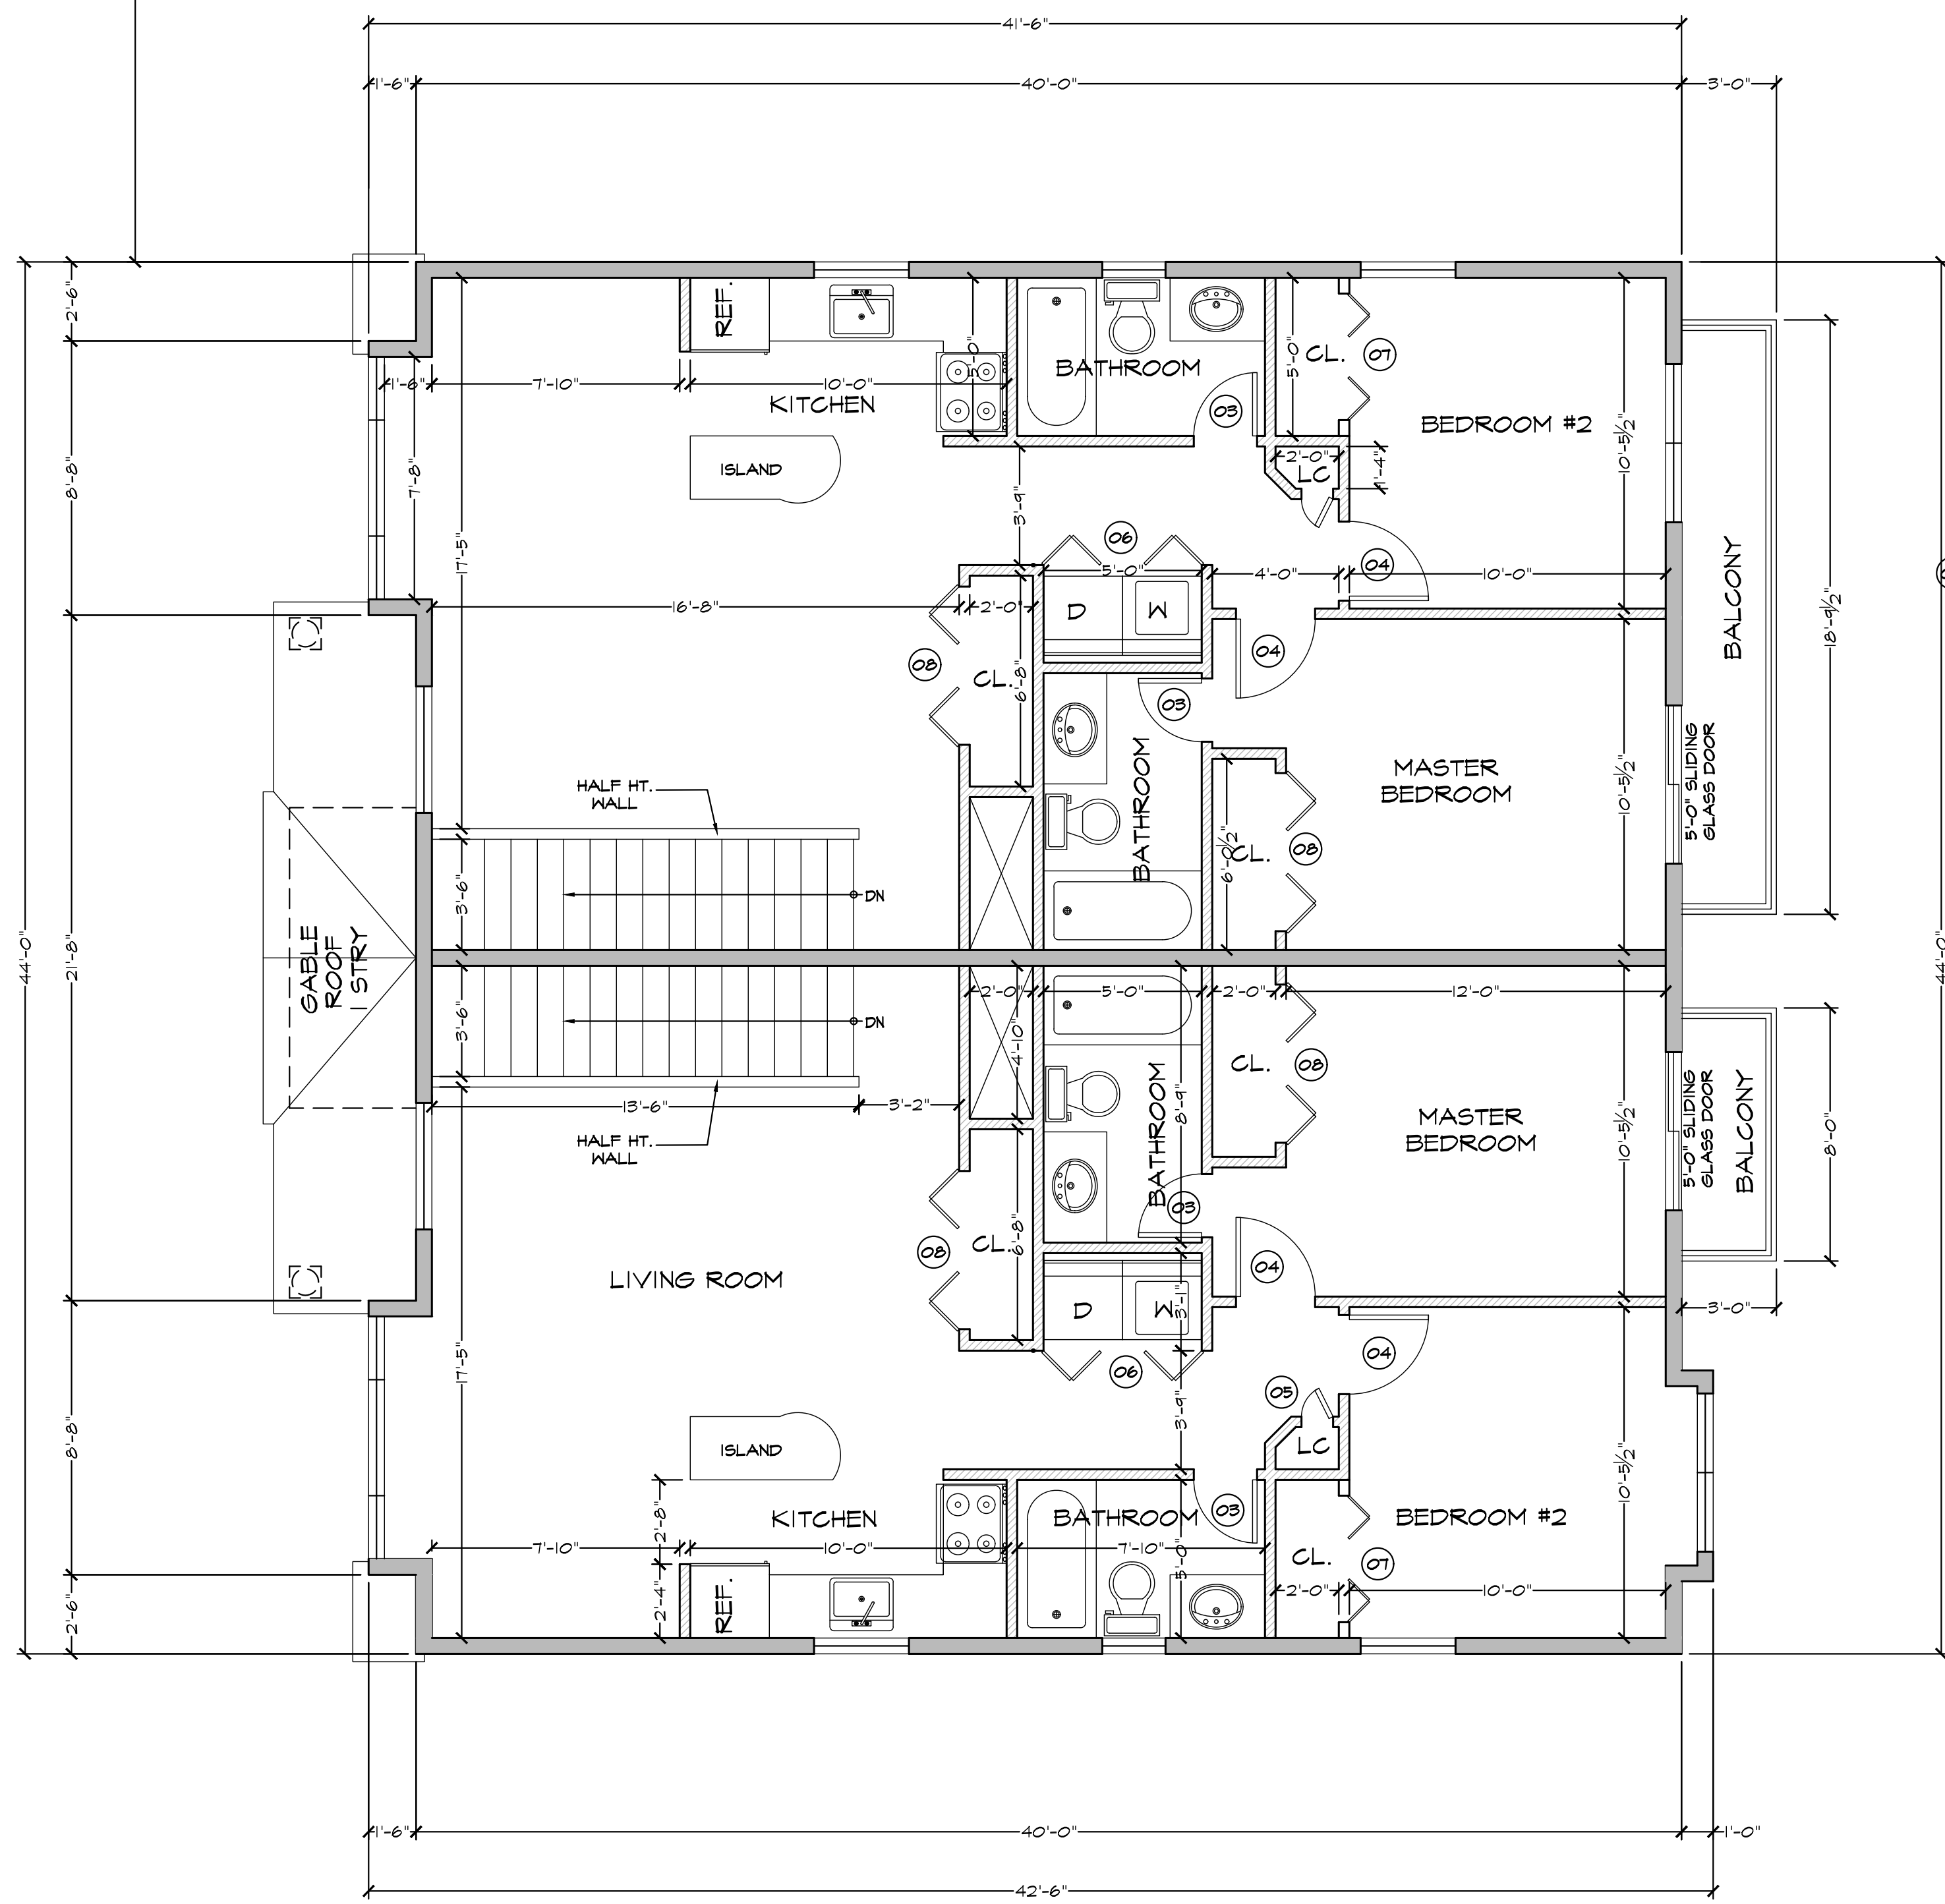 41'-6"
1'-6"
40'-0"
3'-0"
2'-6"
REF.
5'-0"
BATHROOM
5'-0"
CL.
07
1'-6"
7'-10"
10'-0"
KITCHEN
03
BEDROOM #2
10'-5½"
8'-8"
7'-8"
ISLAND
2'-0"
LC
1'-4"
3'-9"
17'-5"
06
5'-0"
4'-0"
04
10'-0"
BALCONY
18'-9½"
16'-8"
2'-0"
D
W
08
CL.
6'-8"
04
03
BATHROOM
MASTER
BEDROOM
10'-5½"
5'-0" SLIDING
GLASS DOOR
HALF HT.
WALL
6'-0½"
CL.
08
3'-6"
DN
44'-0"
21'-8"
GABLE
ROOF
1 STRY
44'-0"
3'-6"
DN
2'-0"
5'-0"
2'-0"
12'-0"
4'-10"
CL.
08
13'-6"
3'-2"
HALF HT.
WALL
BATHROOM
8'-9"
MASTER
BEDROOM
10'-5½"
5'-0" SLIDING
GLASS DOOR
BALCONY
8'-0"
03
08
CL.
6'-8"
04
LIVING ROOM
D
W
3'-1"
3'-0"
17'-5"
06
04
05
3'-9"
8'-8"
ISLAND
LC
10'-5½"
2'-8"
KITCHEN
BATHROOM
03
BEDROOM #2
7'-10"
10'-0"
7'-10"
5'-0"
CL.
07
2'-6"
2'-4"
REF.
2'-0"
10'-0"
1'-6"
40'-0"
1'-0"
42'-6"